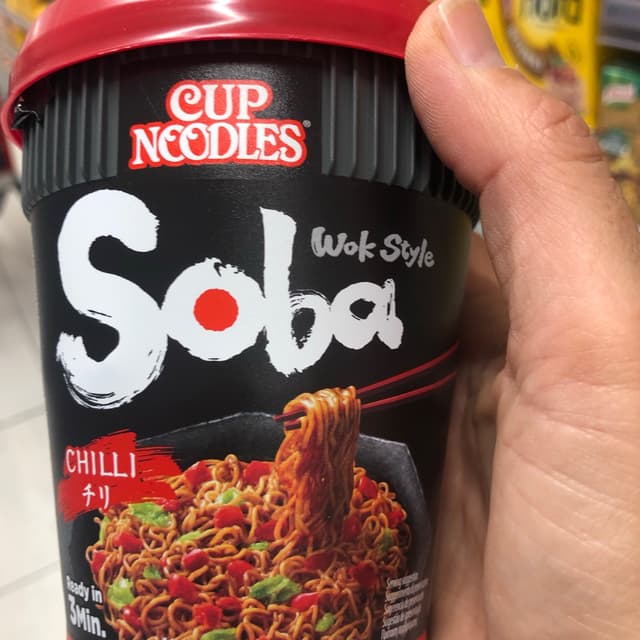 CUP
NOODLES®
Soba
Wok Style
CHILLI
チリ
Ready in
3Min.